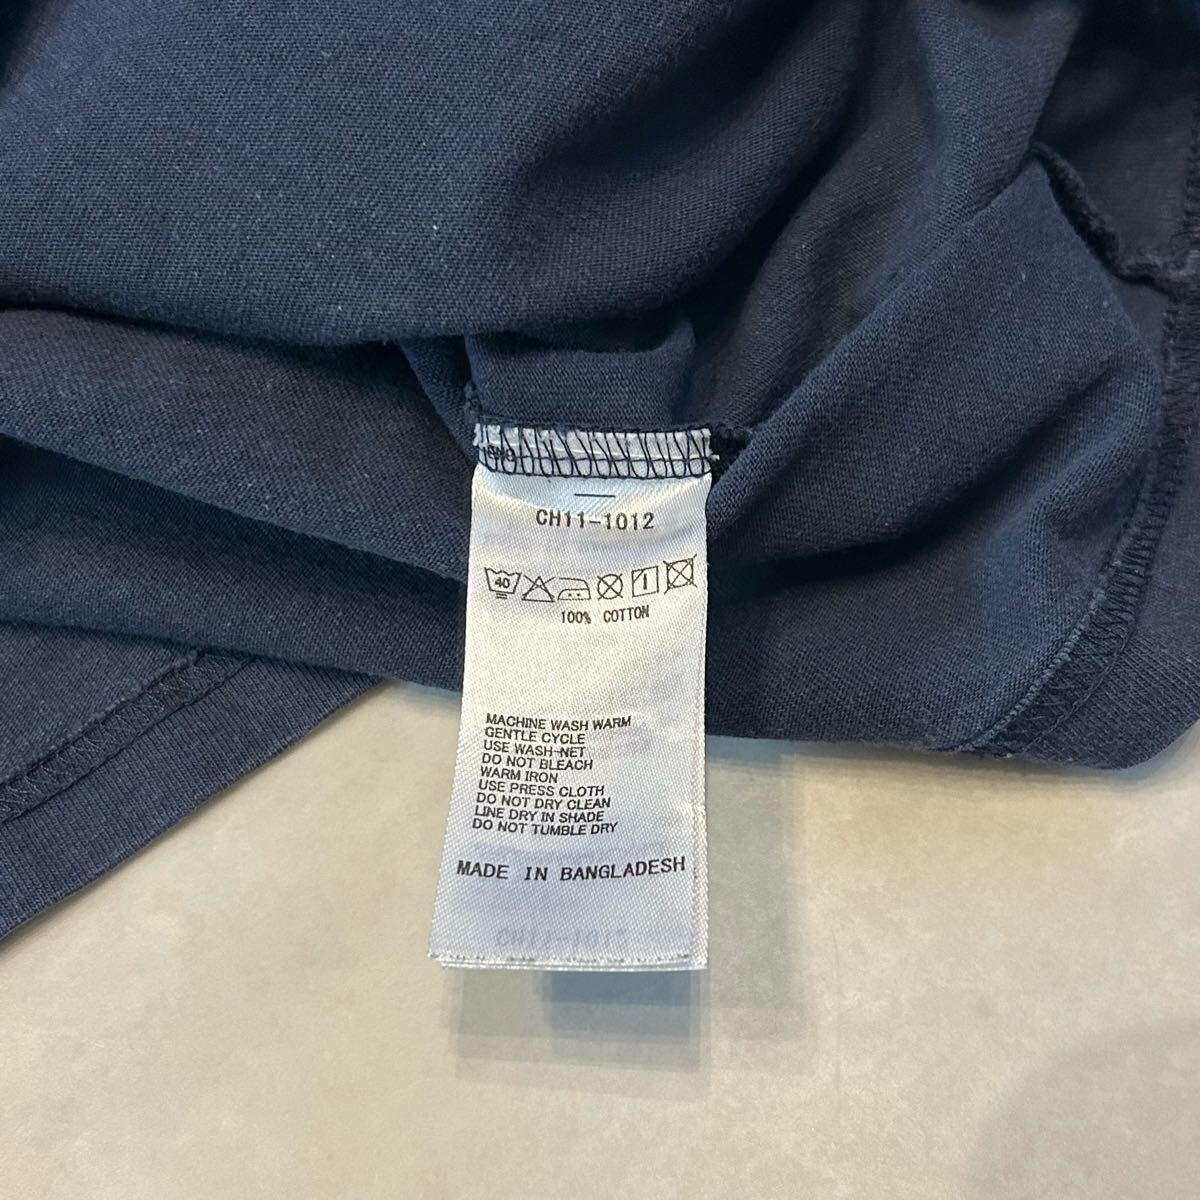 CH11-1012
40
100% COTTON
MACHINE WASH WARM
GENTLE CYCLE
USE WASH-NET
DO NOT BLEACH
WARM IRON
USE PRESS CLOTH
DO NOT DRY CLEAN
LINE DRY IN SHADE
DO NOT TUMBLE DRY
MADE IN BANGLADESH